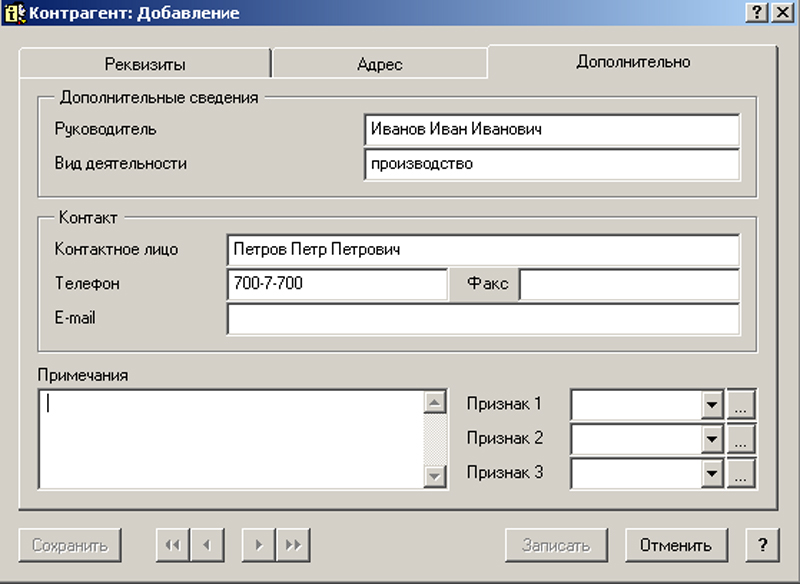 Контрагент: Добавление
Реквизиты Адрес Дополнительно
Дополнительные сведения
Руководитель Иванов Иван Иванович
Вид деятельности производство
Контакт
Контактное лицо Петров Петр Петрович
Телефон 700-7-700 Факс
E-mail
Примечания
Признак 1 ...
Признак 2 ...
Признак 3 ...
Сохранить Записать Отменить ?